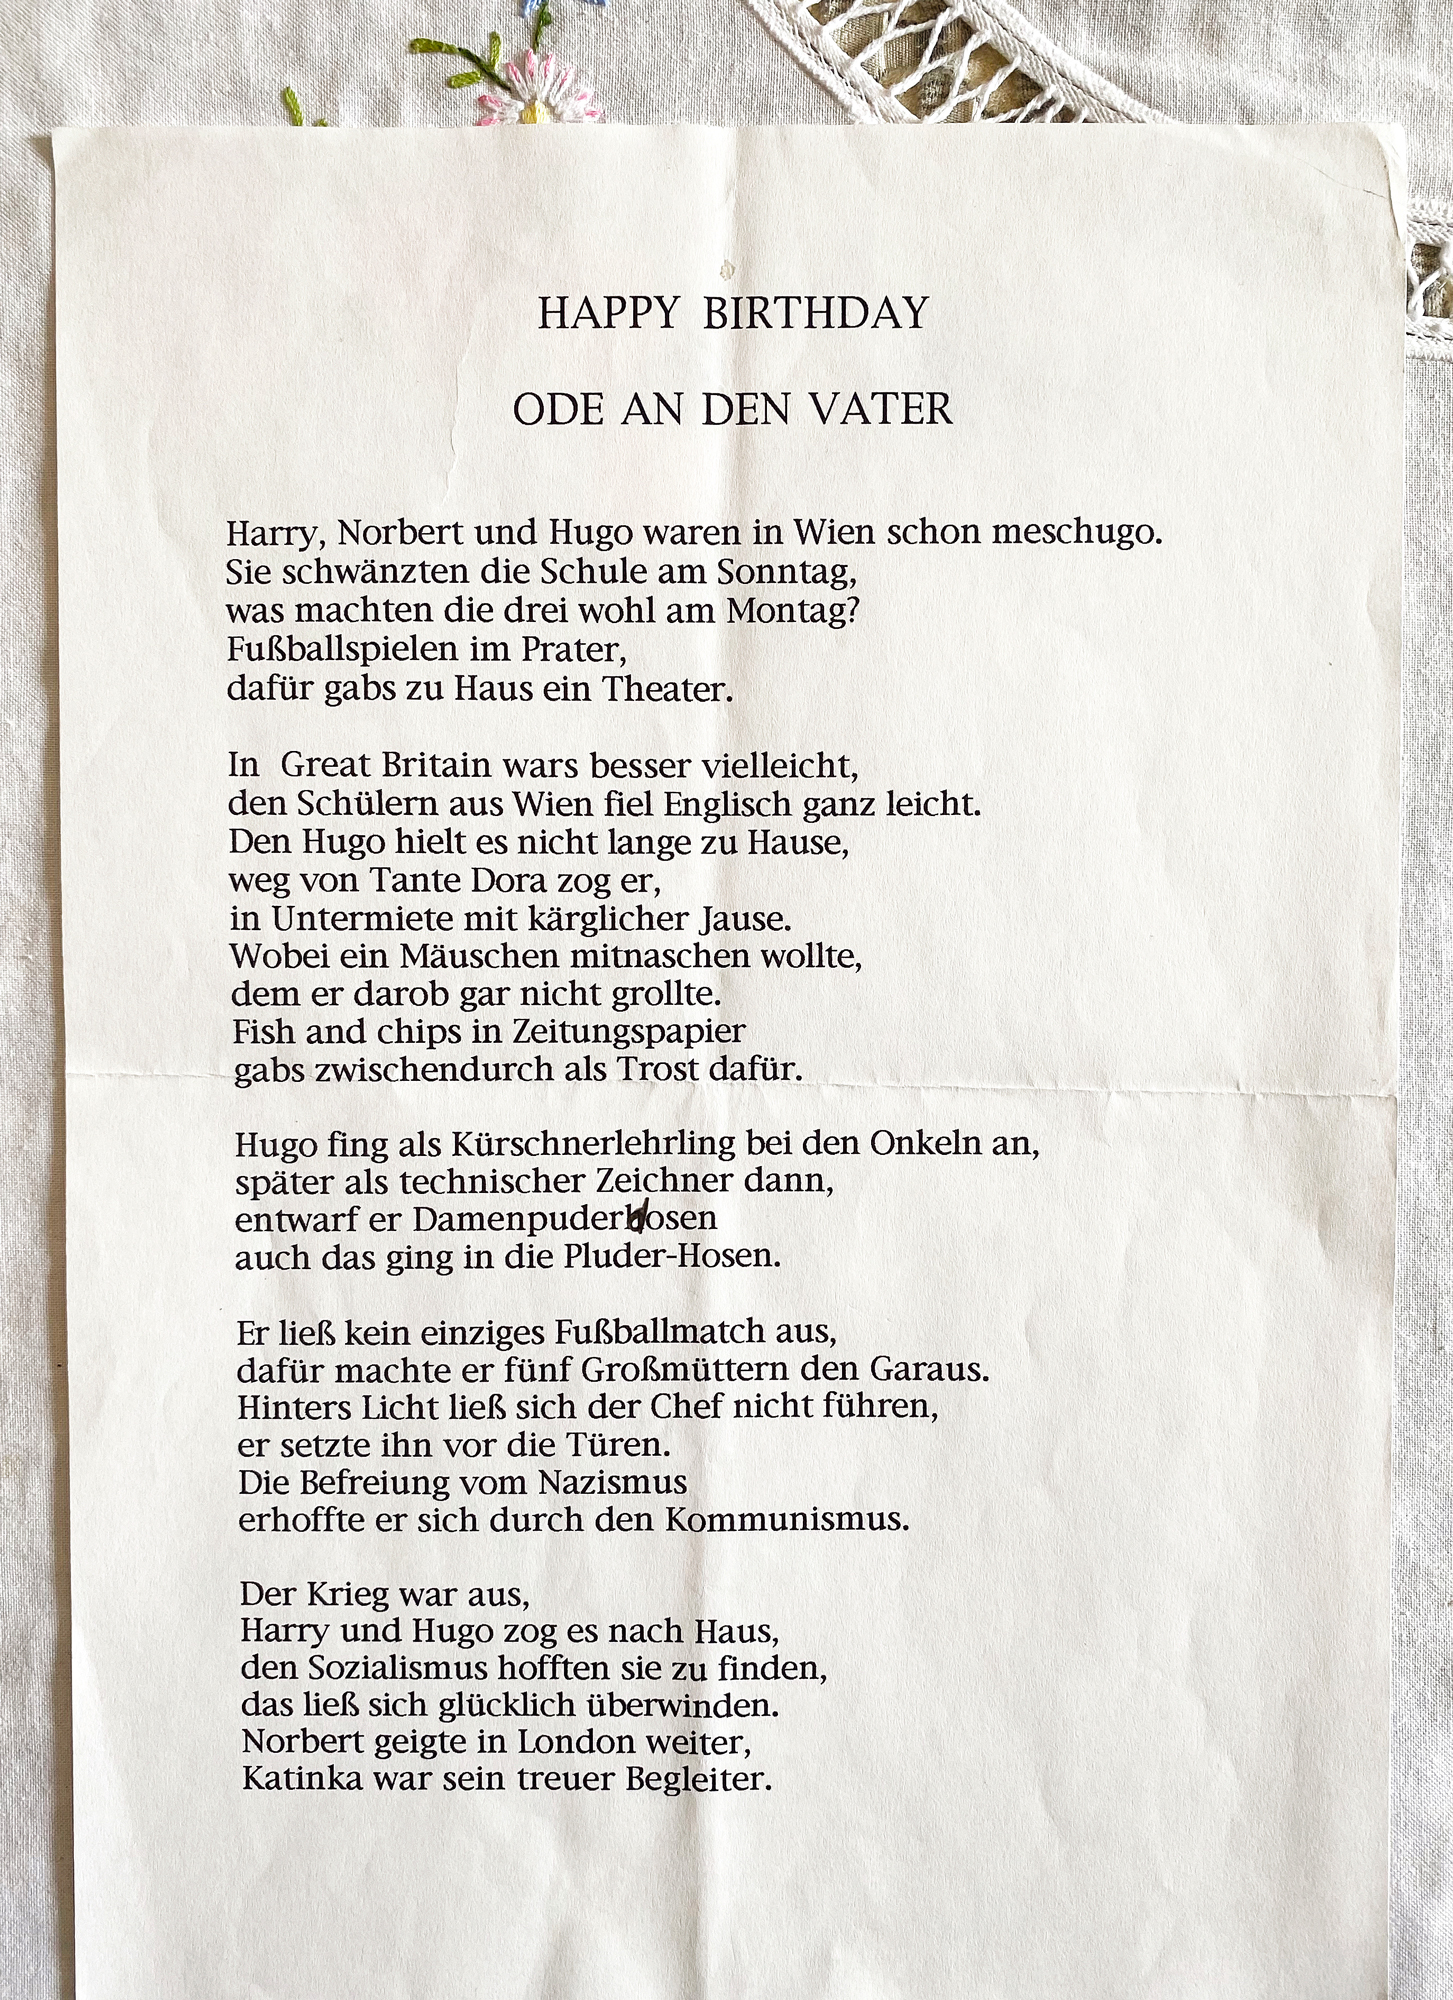 HAPPY BIRTHDAY
ODE AN DEN VATER
Harry, Norbert und Hugo waren in Wien schon meschugo.
Sie schwänzten die Schule am Sonntag,
was machten die drei wohl am Montag?
Fußballspielen im Prater,
dafür gabs zu Haus ein Theater.
In Great Britain wars besser vielleicht,
den Schülern aus Wien fiel Englisch ganz leicht.
Den Hugo hielt es nicht lange zu Hause,
weg von Tante Dora zog er,
in Untermiete mit kärglicher Jause.
Wobei ein Mäuschen mitnaschen wollte,
dem er darob gar nicht grollte.
Fish and chips in Zeitungspapier
gabs zwischendurch als Trost dafür.
Hugo fing als Kürschnerlehrling bei den Onkeln an,
später als technischer Zeichner dann,
entwarf er Damenpuderdosen
auch das ging in die Pluder-Hosen.
Er ließ kein einziges Fußballmatch aus,
dafür machte er fünf Großmüttern den Garaus.
Hinters Licht ließ sich der Chef nicht führen,
er setzte ihn vor die Türen.
Die Befreiung vom Nazismus
erhoffte er sich durch den Kommunismus.
Der Krieg war aus,
Harry und Hugo zog es nach Haus,
den Sozialismus hofften sie zu finden,
das ließ sich glücklich überwinden.
Norbert geigte in London weiter,
Katinka war sein treuer Begleiter.